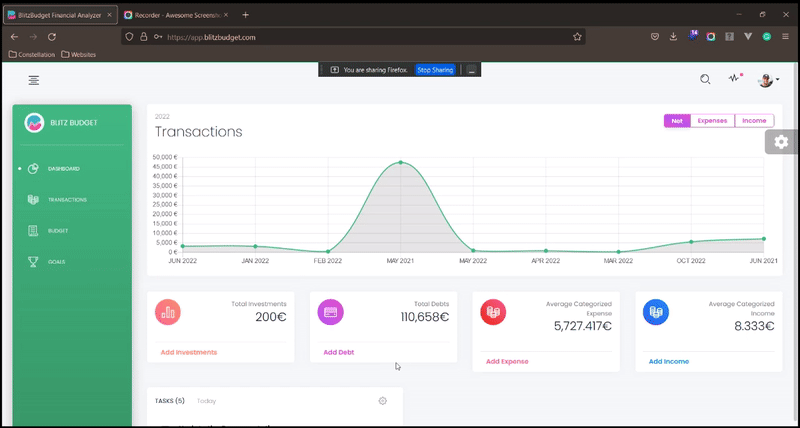 BlitzBudget Financial Analyzer
Recorder - Awesome Screensho
https://app.blitzbudget.com
14
Constellation
Websites
You are sharing Firefox.
Stop Sharing
BLITZ BUDGET
DASHBOARD
TRANSACTIONS
BUDGET
GOALS
2022
Transactions
Net
Expenses
Income
50,000 €
45,000 €
40,000 €
35,000 €
30,000 €
25,000 €
20,000 €
15,000 €
10,000 €
5,000 €
0 €
JUN 2022
JAN 2022
FEB 2022
MAY 2021
MAY 2022
APR 2022
MAR 2022
OCT 2022
JUN 2021
Total Investments
200€
Add Investments
Total Debts
110,658€
Add Debt
Average Categorized
Expense
5,727.417€
Add Expense
Average Categorized
Income
8.333€
Add Income
TASKS (5)
Today